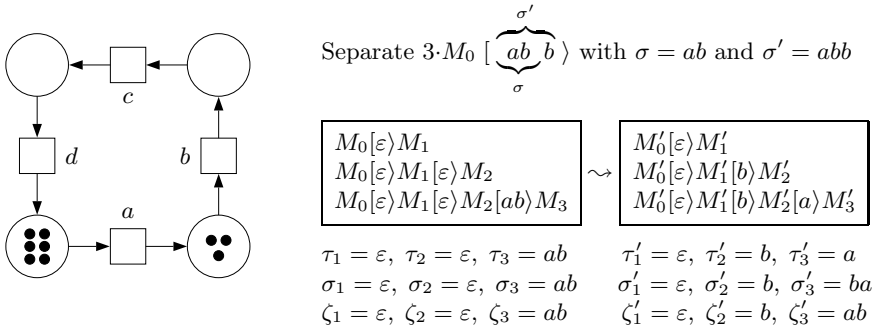 Separate 3·M₀ [ ab b ⟩ with σ = ab and σ′ = abb
σ′
σ
c
d
b
a
M₀[ε⟩M₁
M₀[ε⟩M₁[ε⟩M₂
M₀[ε⟩M₁[ε⟩M₂[ab⟩M₃
⤳
M′₀[ε⟩M′₁
M′₀[ε⟩M′₁[b⟩M′₂
M′₀[ε⟩M′₁[b⟩M′₂[a⟩M′₃
τ₁ = ε, τ₂ = ε, τ₃ = ab
σ₁ = ε, σ₂ = ε, σ₃ = ab
ζ₁ = ε, ζ₂ = ε, ζ₃ = ab
τ′₁ = ε, τ′₂ = b, τ′₃ = a
σ′₁ = ε, σ′₂ = b, σ′₃ = ba
ζ′₁ = ε, ζ′₂ = b, ζ′₃ = ab